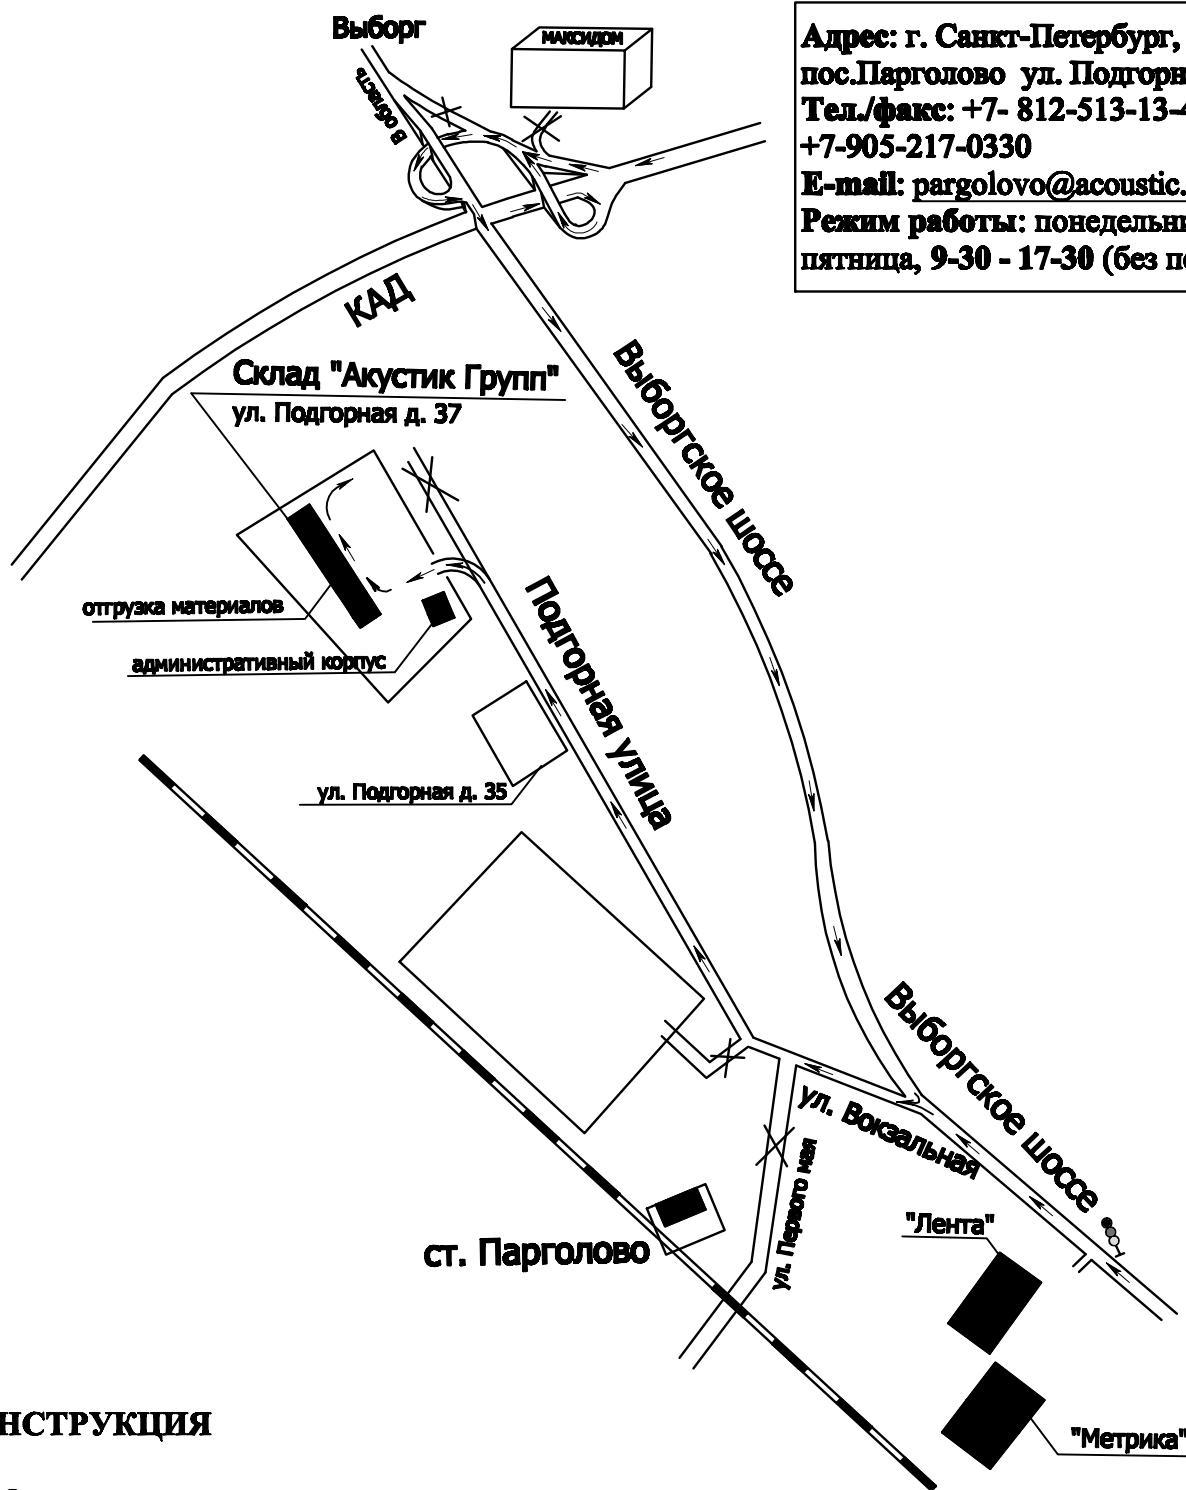 Выборг
МАКСИДОМ
В область
Адрес: г. Санкт-Петербург,
пос.Парголово ул. Подгорн
Тел./факс: +7- 812-513-13-4
+7-905-217-0330
E-mail: pargolovo@acoustic.
Режим работы: понедельни
пятница, 9-30 - 17-30 (без п
КАД
Склад "Акустик Групп"
ул. Подгорная д. 37
Выборгское шоссе
отгрузка материалов
административный корпус
Подгорная улица
ул. Подгорная д. 35
Выборгское шоссе
ул. Вокзальная
ул. Первого мая
ст. Парголово
"Лента"
НСТРУКЦИЯ
"Метрика"